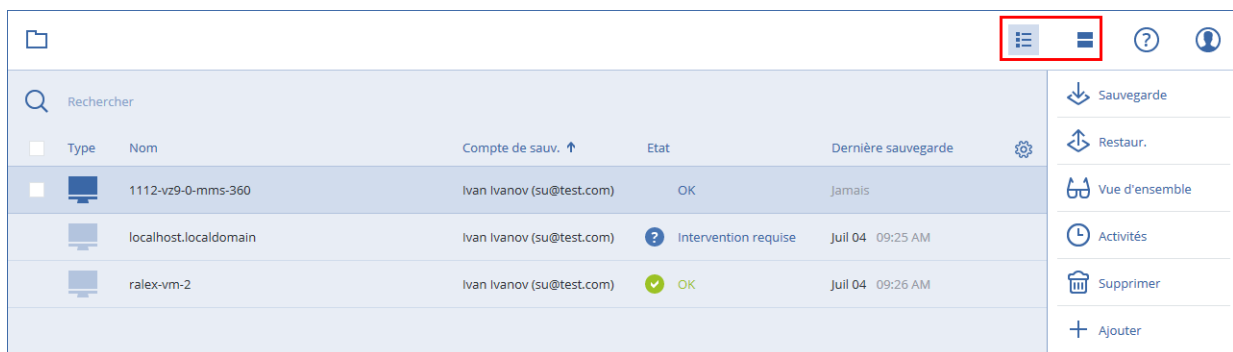 Rechercher
Type Nom Compte de sauv. Etat Dernière sauvegarde
1112-vz9-0-mms-360 Ivan Ivanov (su@test.com) OK Jamais
localhost.localdomain Ivan Ivanov (su@test.com) Intervention requise Juil 04 09:25 AM
ralex-vm-2 Ivan Ivanov (su@test.com) OK Juil 04 09:26 AM
Sauvegarde
Restaur.
Vue d'ensemble
Activités
Supprimer
Ajouter